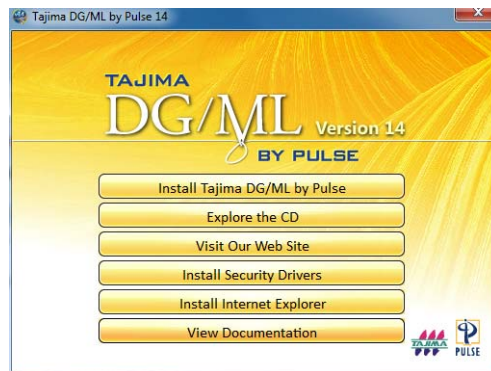 Tajima DG/ML by Pulse 14
TAJIMA
DG/ML Version 14
BY PULSE
Install Tajima DG/ML by Pulse
Explore the CD
Visit Our Web Site
Install Security Drivers
Install Internet Explorer
View Documentation
TAJIMA
PULSE